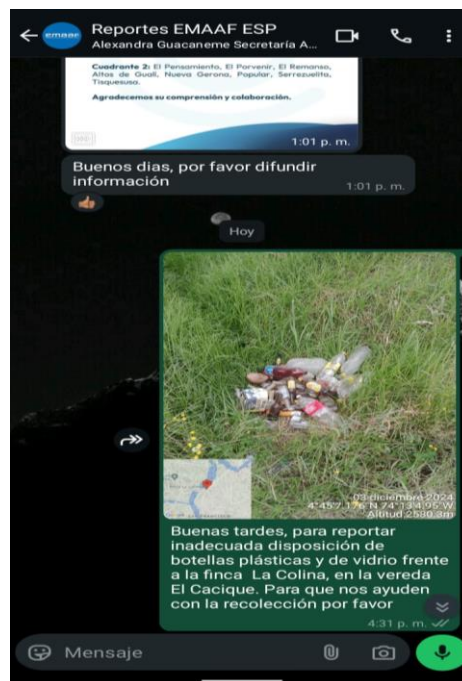 emaaf
Reportes EMAAF ESP
Alexandra Guacaneme Secretaría A...
Cuadrante 2: El Pensamiento, El Porvenir, El Remanso,
Altos de Gualí, Nueva Gerona, Popular, Serrezuelita,
Tisquesusa.
Agradecemos su comprensión y colaboración.
1:01 p. m.
Buenos dias, por favor difundir
información
1:01 p. m.
Hoy
03 diciembre 2024
Altitud:2580.3m
Buenas tardes, para reportar
inadecuada disposición de
botellas plásticas y de vidrio frente
a la finca La Colina, en la vereda
El Cacique. Para que nos ayuden
con la recolección por favor
4:31 p. m.
Mensaje